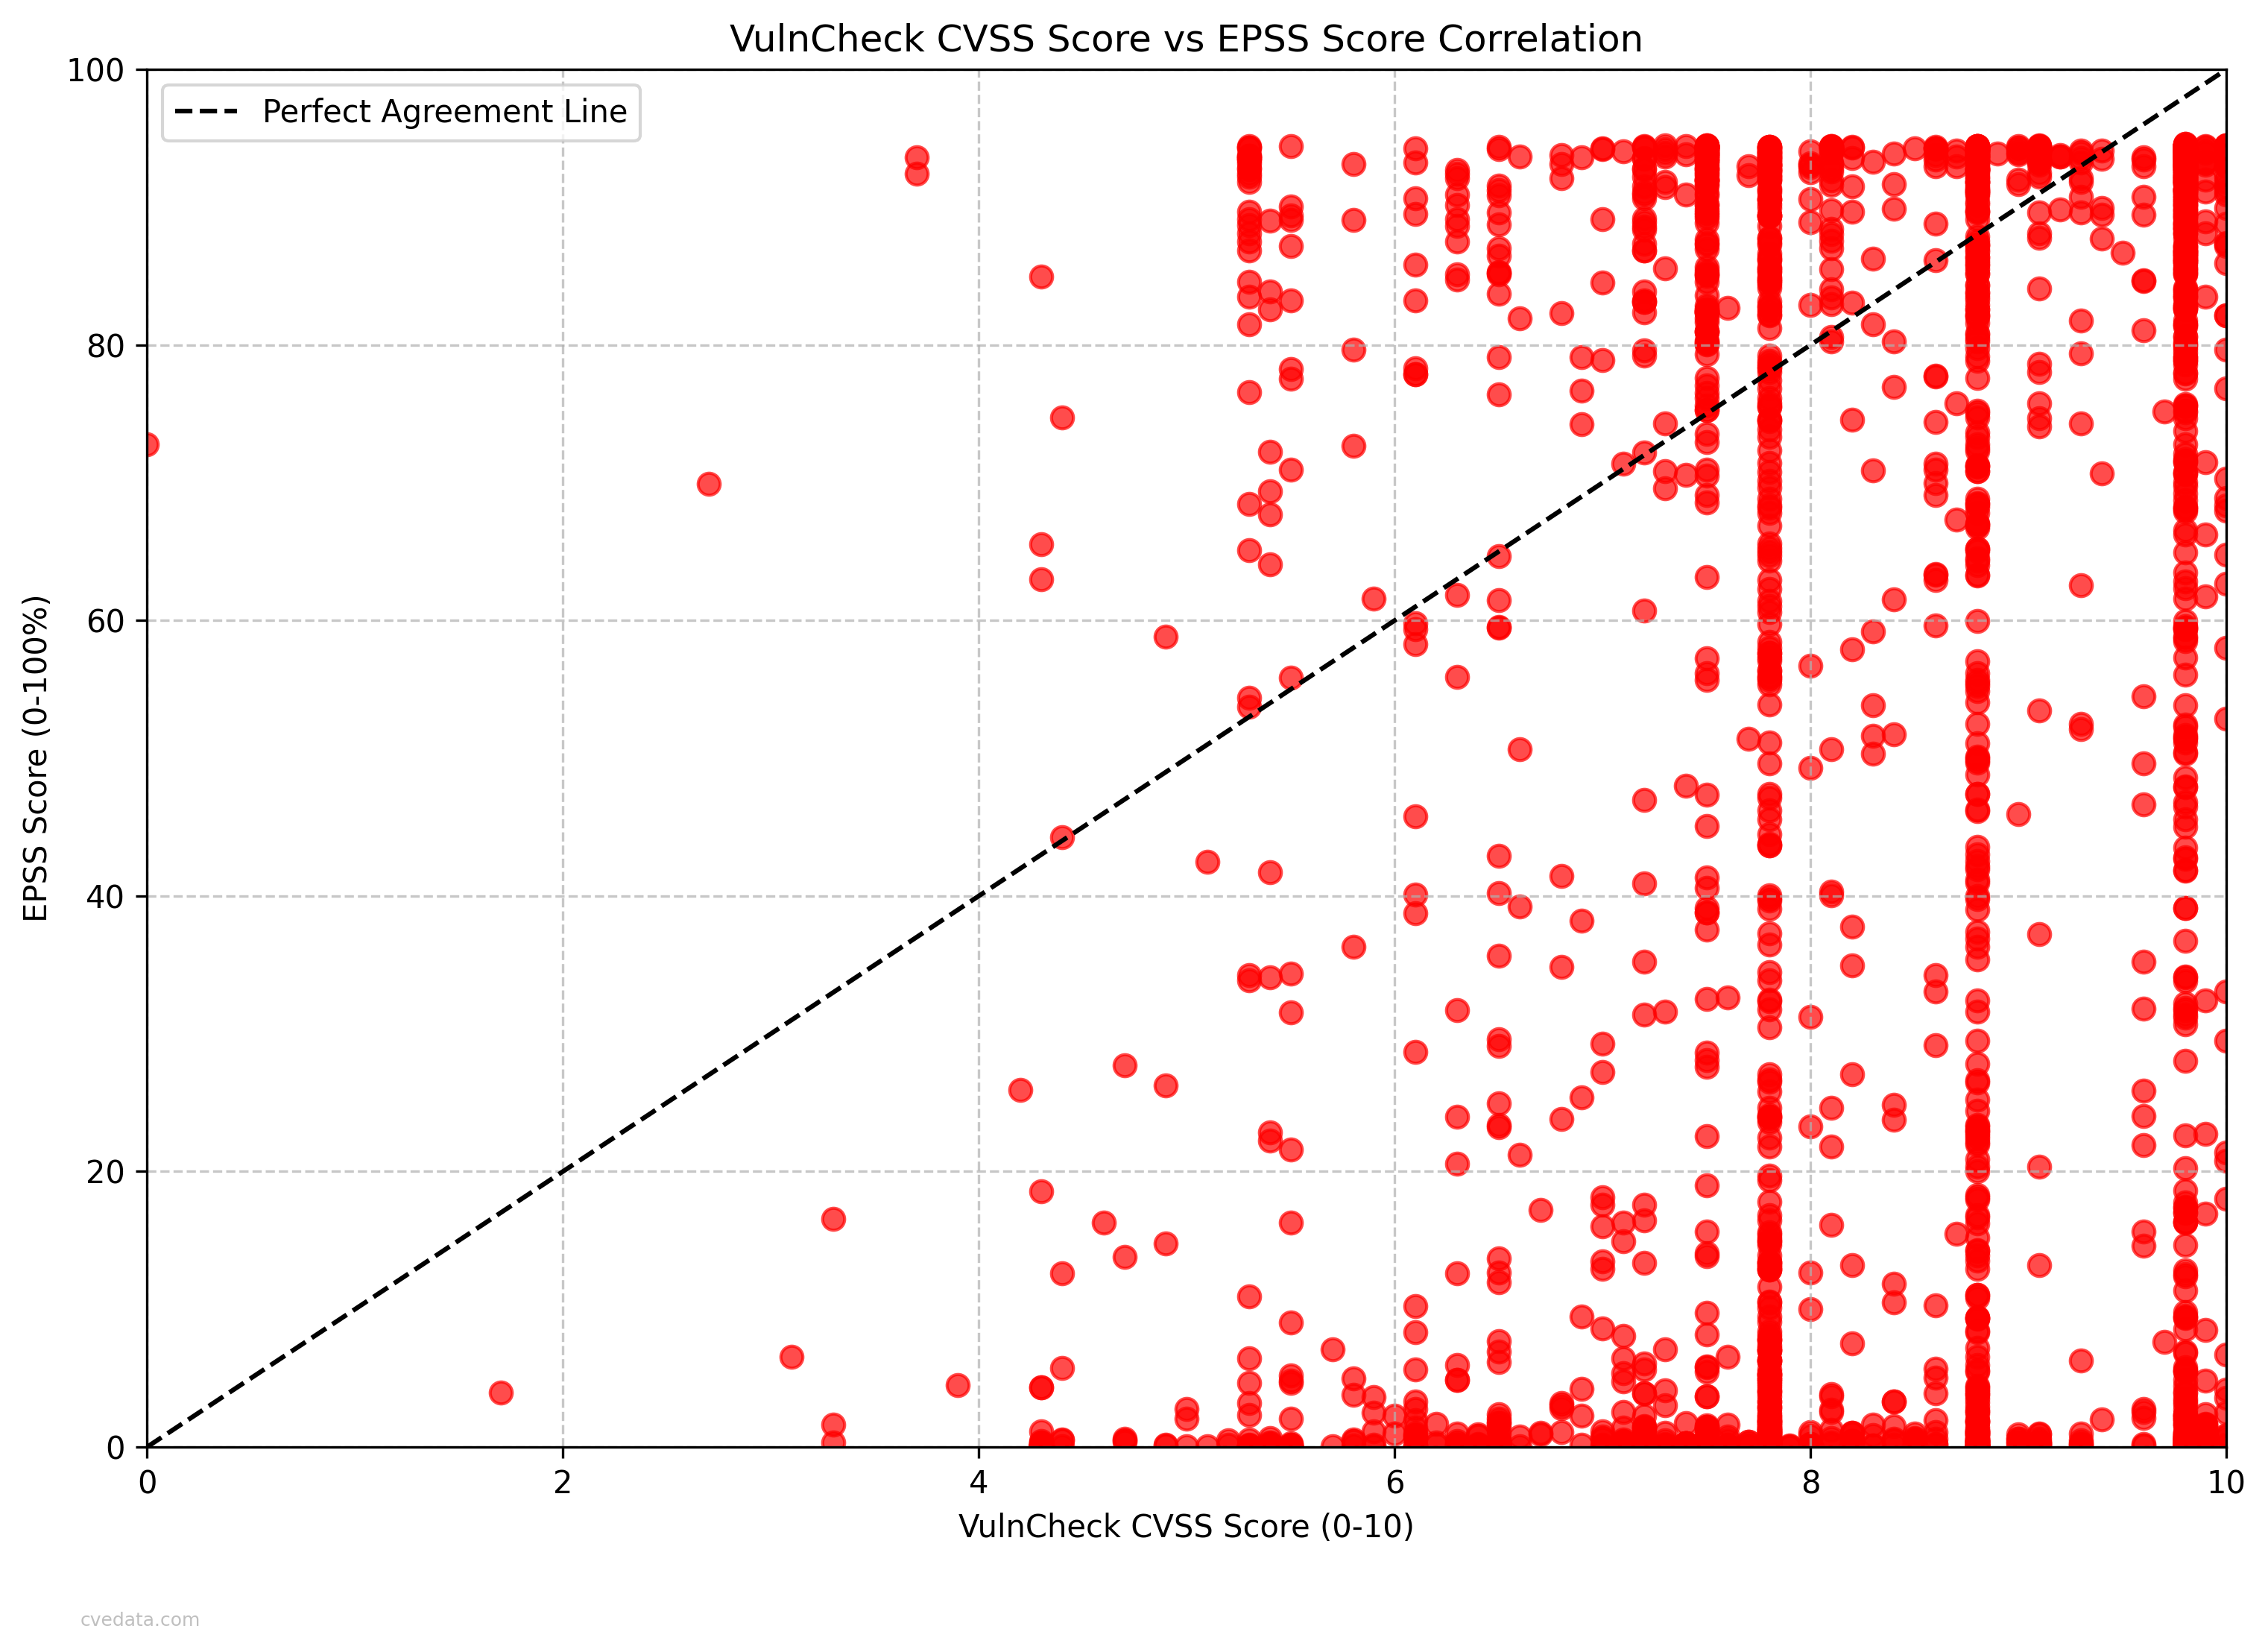 VulnCheck CVSS Score vs EPSS Score Correlation
Perfect Agreement Line
EPSS Score (0-100%)
100
80
60
40
20
0
0 2 4 6 8 10
VulnCheck CVSS Score (0-10)
cvedata.com